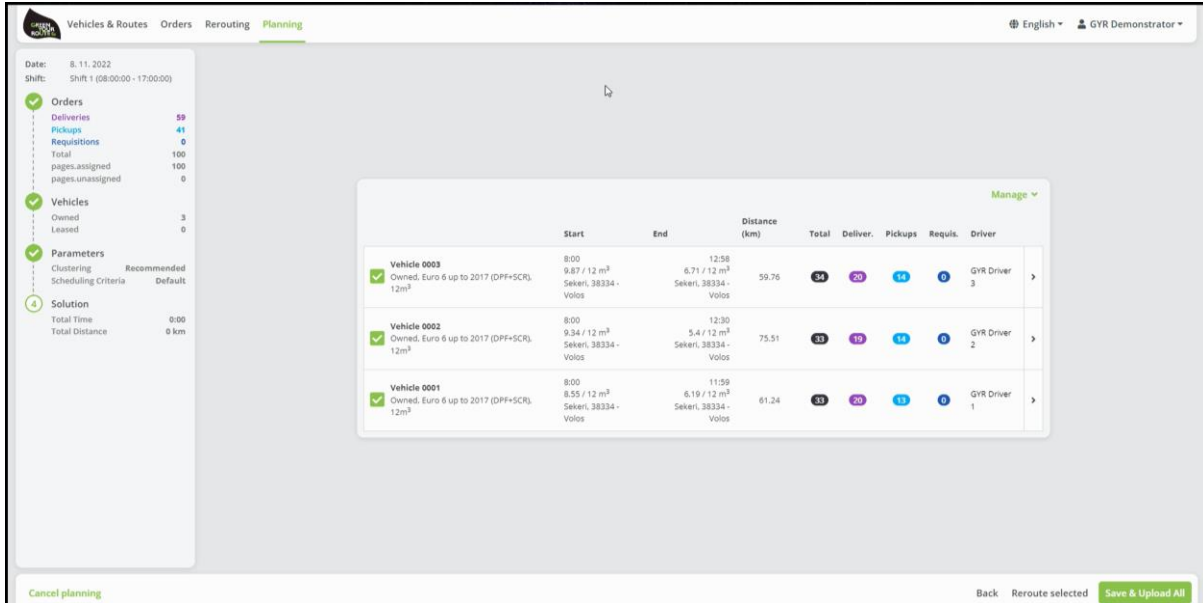 GREEN
YOUR
ROUTE
Vehicles & Routes Orders Rerouting Planning
English
GYR Demonstrator
Date: 8. 11. 2022
Shift: Shift 1 (08:00:00 - 17:00:00)
Orders
Deliveries 59
Pickups 41
Requisitions 0
Total 100
pages.assigned 100
pages.unassigned 0
Vehicles
Owned 3
Leased 0
Parameters
Clustering Recommended
Scheduling Criteria Default
4 Solution
Total Time 0:00
Total Distance 0 km
Manage
Distance
Start End (km) Total Deliver. Pickups Requis. Driver
Vehicle 0003
Owned, Euro 6 up to 2017 (DPF+SCR),
12m³
8:00
9.87 / 12 m³
Sekeri, 38334 -
Volos
12:58
6.71 / 12 m³
Sekeri, 38334 -
Volos
59.76 34 20 14 0
GYR Driver
3
Vehicle 0002
Owned, Euro 6 up to 2017 (DPF+SCR),
12m³
8:00
9.34 / 12 m³
Sekeri, 38334 -
Volos
12:30
5.4 / 12 m³
Sekeri, 38334 -
Volos
75.51 33 19 14 0
GYR Driver
2
Vehicle 0001
Owned, Euro 6 up to 2017 (DPF+SCR),
12m³
8:00
8.55 / 12 m³
Sekeri, 38334 -
Volos
11:59
6.19 / 12 m³
Sekeri, 38334 -
Volos
61.24 33 20 13 0
GYR Driver
1
Cancel planning
Back Reroute selected Save & Upload All